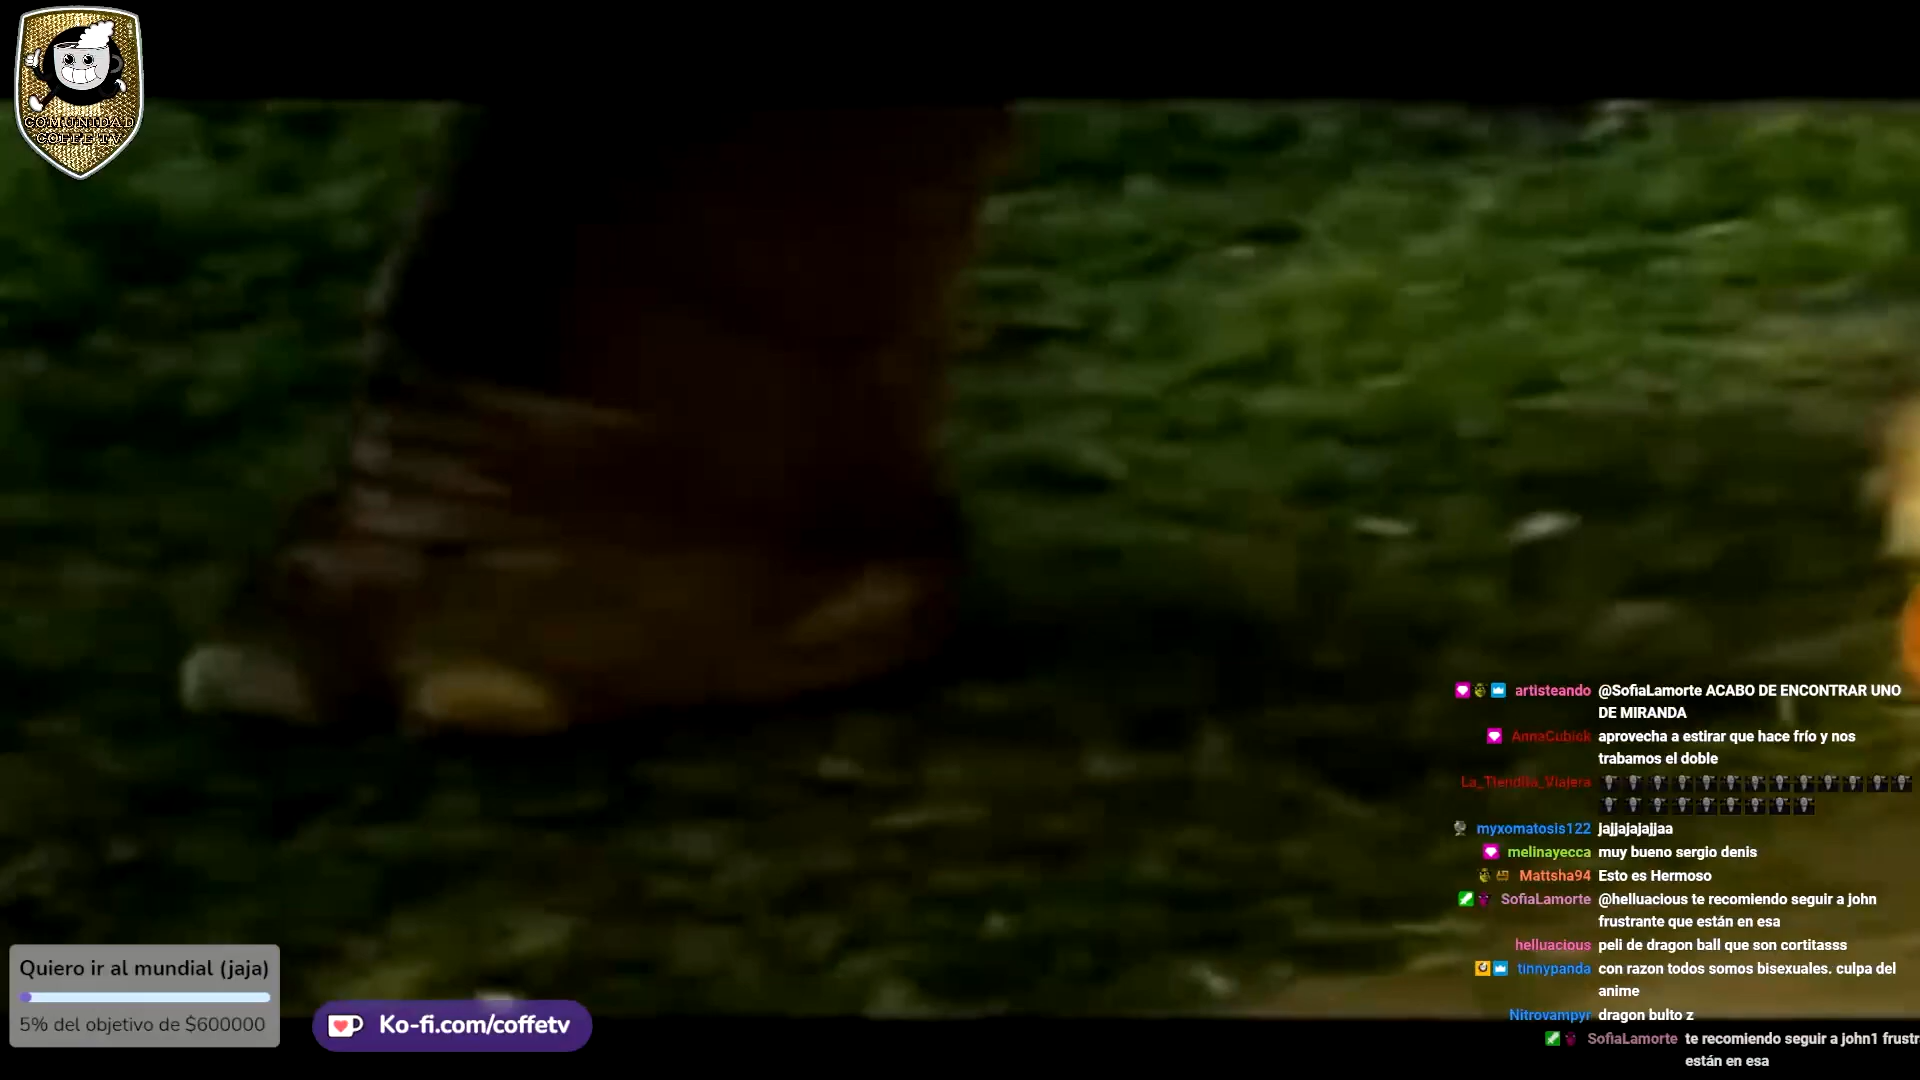 COMUNIDAD
COFFE TV
artisteando @SofiaLamorte ACABO DE ENCONTRAR UNO
DE MIRANDA
AnnaCubick aprovecha a estirar que hace frío y nos
trabamos el doble
La_Tiendita_Viajera
myxomatosis122 jajjajajajjaa
melinayecca muy bueno sergio denis
Mattsha94 Esto es Hermoso
SofiaLamorte @helluacious te recomiendo seguir a john
frustrante que están en esa
helluacious peli de dragon ball que son cortitasss
tinnypanda con razon todos somos bisexuales. culpa del
anime
Nitrovampyr dragon bulto z
SofiaLamorte te recomiendo seguir a john1 frustr
están en esa
Quiero ir al mundial (jaja)
5% del objetivo de $600000
Ko-fi.com/coffetv